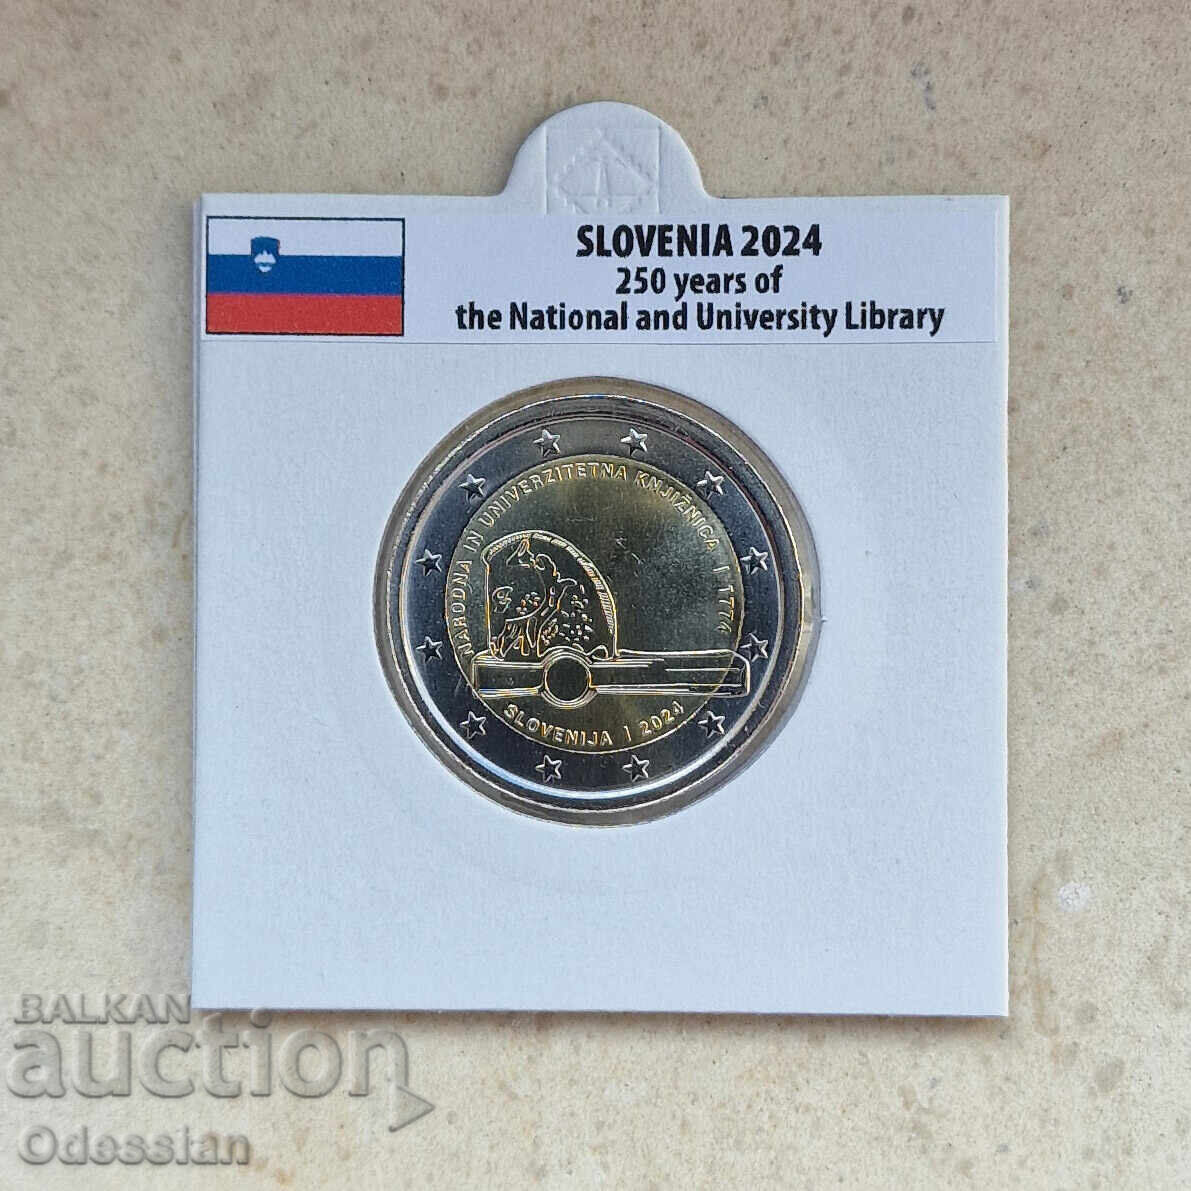 SLOVENIA 2024
250 years of
the National and University Library
NARODNA IN UNIVERZITETNA KNJIŽNICA | 1774
SLOVENIJA | 2024
BALKAN
auction
Odessian